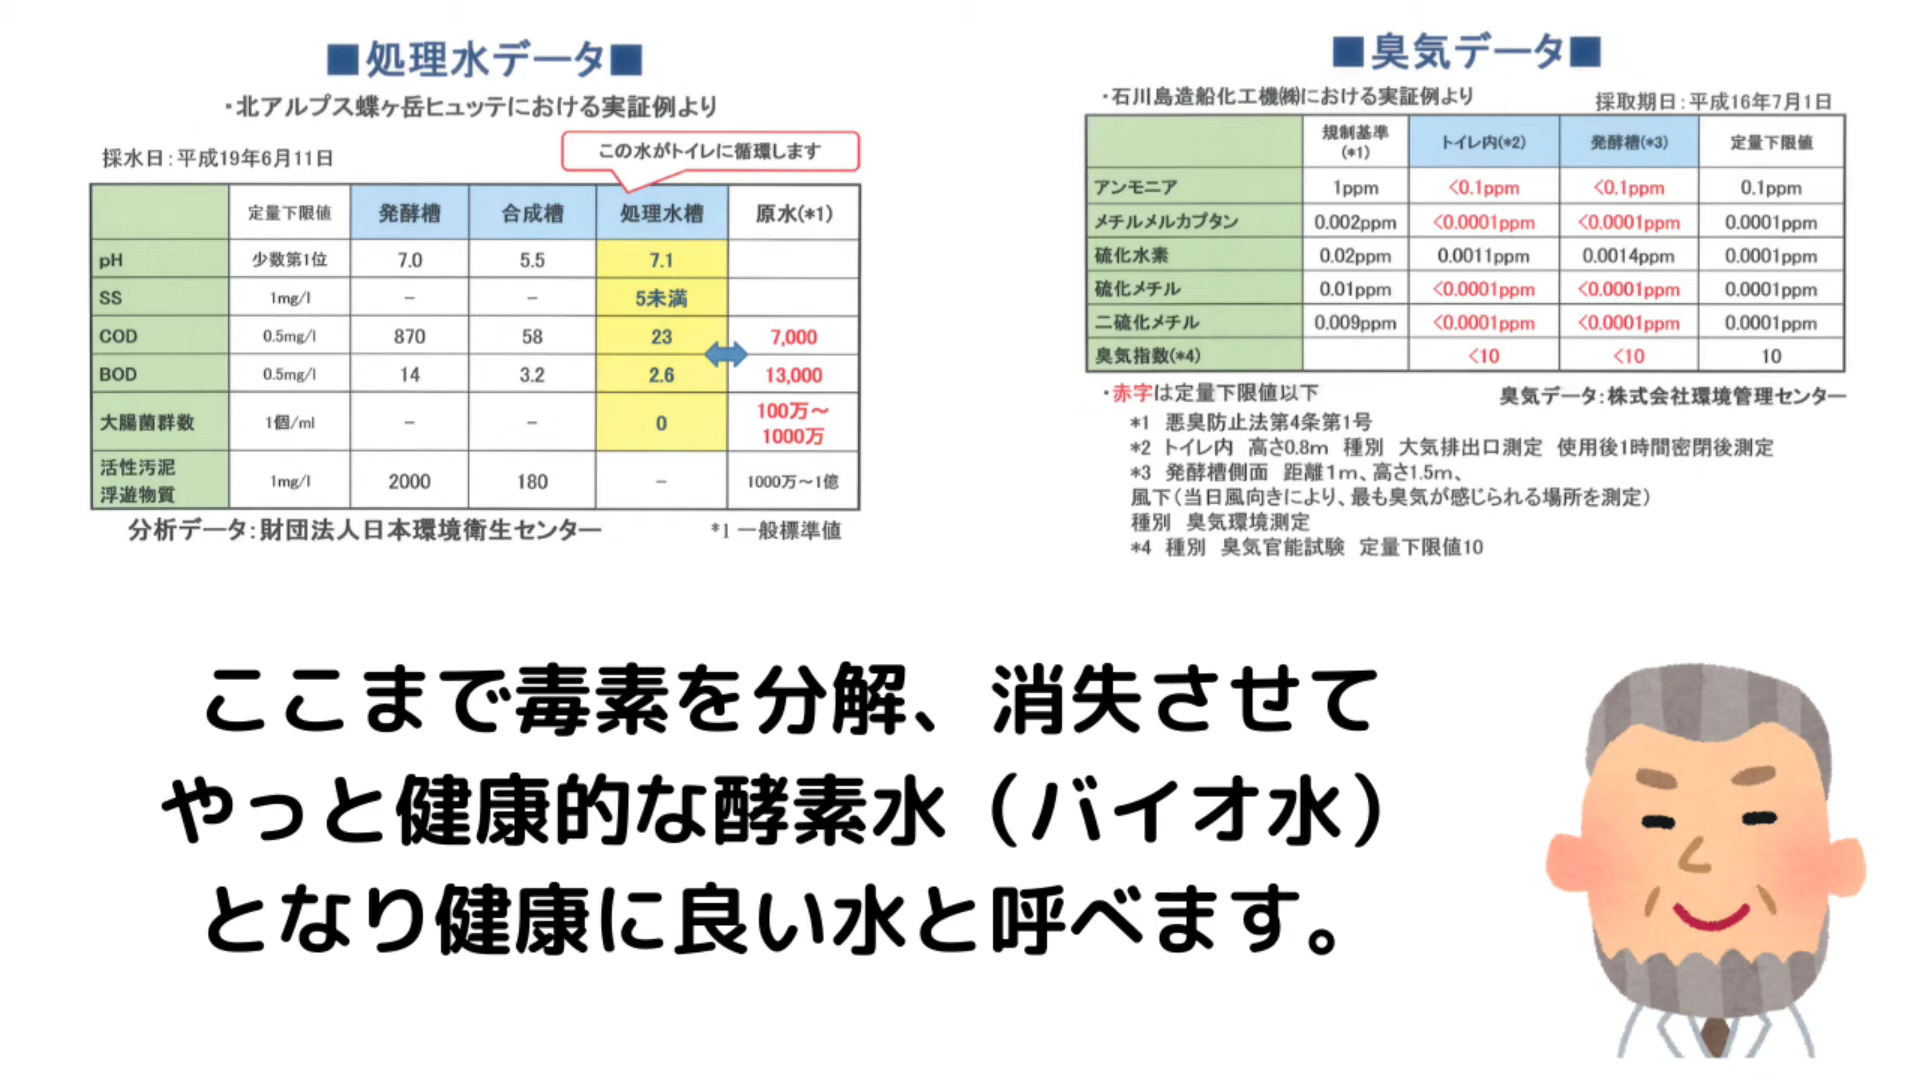 ■処理水データ■
・北アルプス蝶ヶ岳ヒュッテにおける実証例より
この水がトイレに循環します
採水日：平成19年6月11日
定量下限値 発酵槽 合成槽 処理水槽 原水(*1)
pH 少数第1位 7.0 5.5 7.1
SS 1mg/l − − 5未満
COD 0.5mg/l 870 58 23 7,000
BOD 0.5mg/l 14 3.2 2.6 13,000
大腸菌群数 1個/ml − − 0 100万～
1000万
活性汚泥
浮遊物質 1mg/l 2000 180 − 1000万～1億
分析データ：財団法人日本環境衛生センター *1 一般標準値
■臭気データ■
・石川島造船化工機㈱における実証例より
採取期日：平成16年7月1日
規制基準
(*1) トイレ内(*2) 発酵槽(*3) 定量下限値
アンモニア 1ppm <0.1ppm <0.1ppm 0.1ppm
メチルメルカプタン 0.002ppm <0.0001ppm <0.0001ppm 0.0001ppm
硫化水素 0.02ppm 0.0011ppm 0.0014ppm 0.0001ppm
硫化メチル 0.01ppm <0.0001ppm <0.0001ppm 0.0001ppm
二硫化メチル 0.009ppm <0.0001ppm <0.0001ppm 0.0001ppm
臭気指数(*4) <10 <10 10
・赤字は定量下限値以下 臭気データ：株式会社環境管理センター
*1 悪臭防止法第4条第1号
*2 トイレ内 高さ0.8m 種別 大気排出口測定 使用後1時間密閉後測定
*3 発酵槽側面 距離1m、高さ1.5m、
風下（当日風向きにより、最も臭気が感じられる場所を測定）
種別 臭気環境測定
*4 種別 臭気官能試験 定量下限値10
ここまで毒素を分解、消失させて
やっと健康的な酵素水（バイオ水）
となり健康に良い水と呼べます。